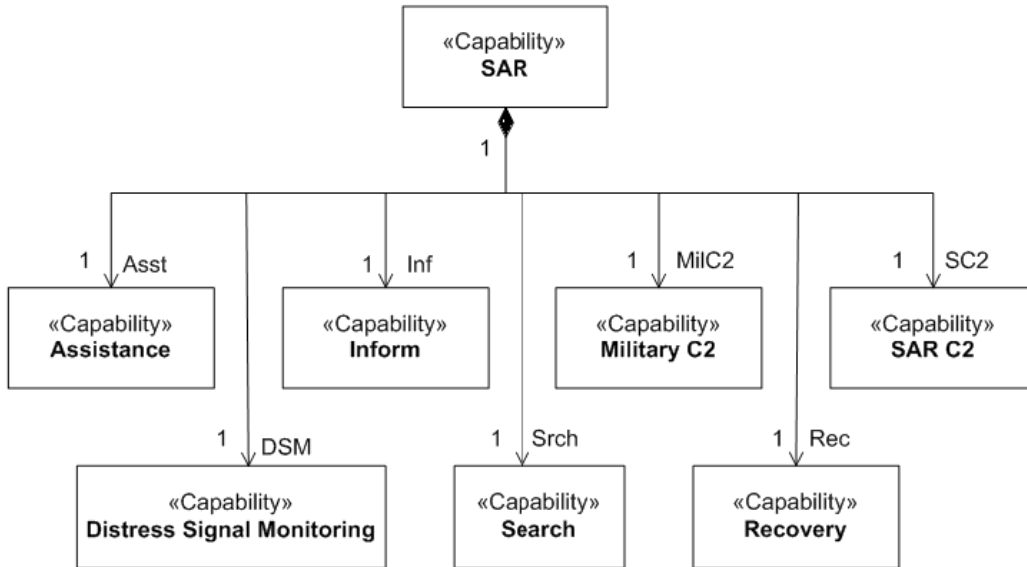 «Capability»
SAR
1
1 Asst
1 Inf
1 MilC2
1 SC2
«Capability»
Assistance
«Capability»
Inform
«Capability»
Military C2
«Capability»
SAR C2
1 DSM
1 Srch
1 Rec
«Capability»
Distress Signal Monitoring
«Capability»
Search
«Capability»
Recovery